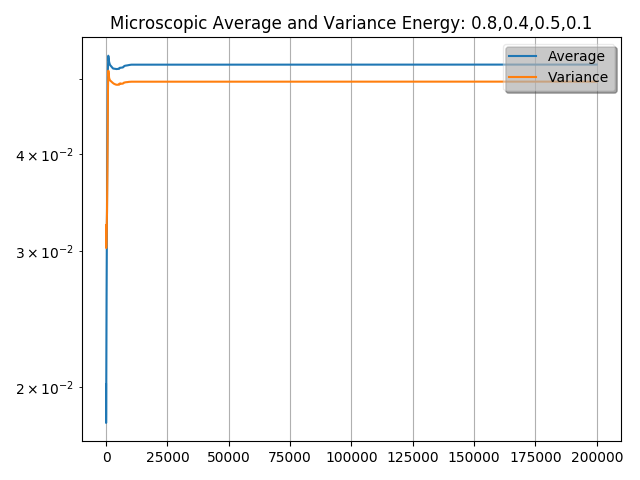 Microscopic Average and Variance Energy: 0.8,0.4,0.5,0.1
Average
Variance
4 × 10⁻²
3 × 10⁻²
2 × 10⁻²
0 25000 50000 75000 100000 125000 150000 175000 200000